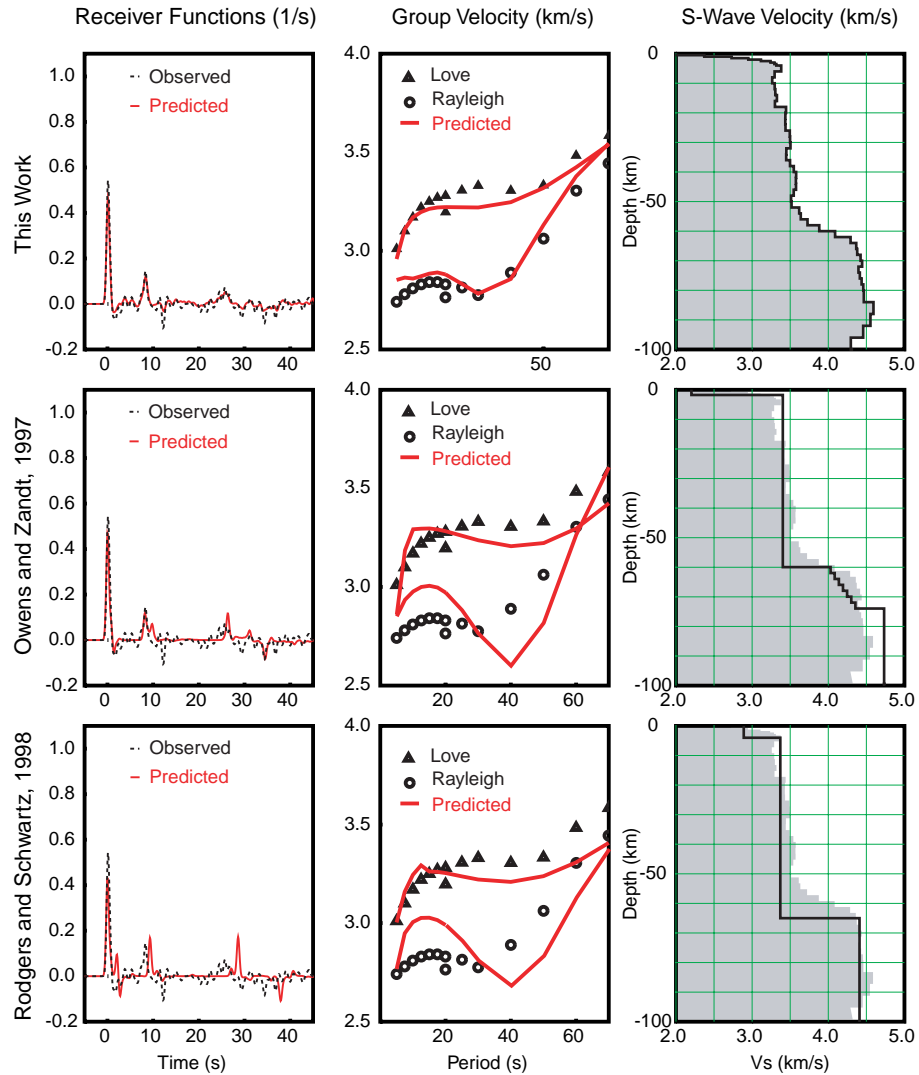 Receiver Functions (1/s)
Group Velocity (km/s)
S-Wave Velocity (km/s)
This Work
1.0
0.8
0.6
0.4
0.2
0.0
-0.2
Observed
Predicted
0
10
20
30
40
4.0
3.5
3.0
2.5
Love
Rayleigh
Predicted
50
Depth (km)
0
-50
-100
2.0
3.0
4.0
5.0
Owens and Zandt, 1997
1.0
0.8
0.6
0.4
0.2
0.0
-0.2
Observed
Predicted
0
10
20
30
40
4.0
3.5
3.0
2.5
Love
Rayleigh
Predicted
20
40
60
Depth (km)
0
-50
-100
2.0
3.0
4.0
5.0
Rodgers and Schwartz, 1998
1.0
0.8
0.6
0.4
0.2
0.0
-0.2
Observed
Predicted
0
10
20
30
40
Time (s)
4.0
3.5
3.0
2.5
Love
Rayleigh
Predicted
20
40
60
Period (s)
Depth (km)
0
-50
-100
2.0
3.0
4.0
5.0
Vs (km/s)